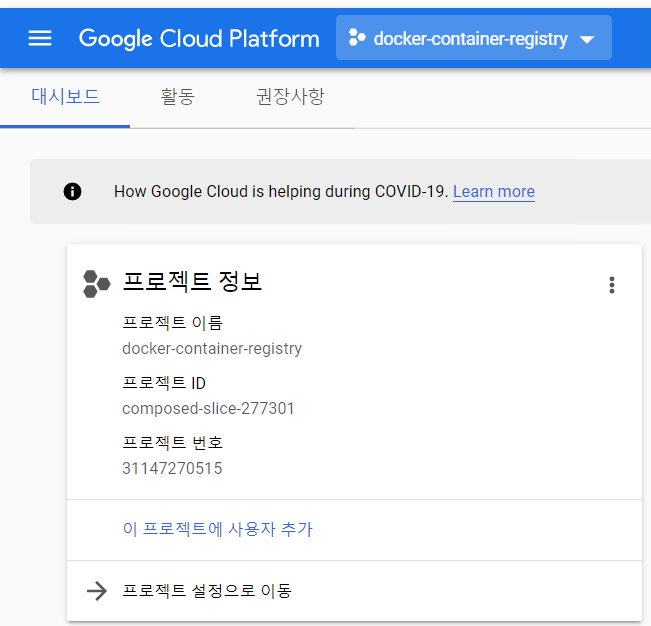 Google Cloud Platform docker-container-registry
대시보드 활동 권장사항
How Google Cloud is helping during COVID-19. Learn more
프로젝트 정보
프로젝트 이름
docker-container-registry
프로젝트 ID
composed-slice-277301
프로젝트 번호
31147270515
이 프로젝트에 사용자 추가
프로젝트 설정으로 이동